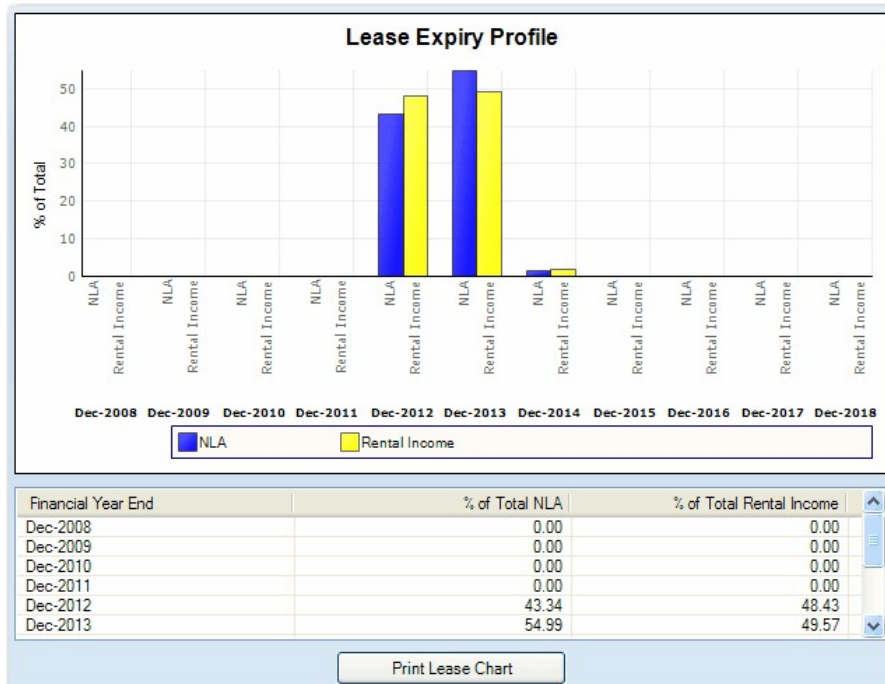 Lease Expiry Profile
% of Total
50
40
30
20
10
0
NLA Rental Income NLA Rental Income NLA Rental Income NLA Rental Income NLA Rental Income NLA Rental Income NLA Rental Income NLA Rental Income NLA Rental Income NLA Rental Income NLA Rental Income
Dec-2008 Dec-2009 Dec-2010 Dec-2011 Dec-2012 Dec-2013 Dec-2014 Dec-2015 Dec-2016 Dec-2017 Dec-2018
NLA Rental Income
Financial Year End % of Total NLA % of Total Rental Income
Dec-2008 0.00 0.00
Dec-2009 0.00 0.00
Dec-2010 0.00 0.00
Dec-2011 0.00 0.00
Dec-2012 43.34 48.43
Dec-2013 54.99 49.57
Print Lease Chart